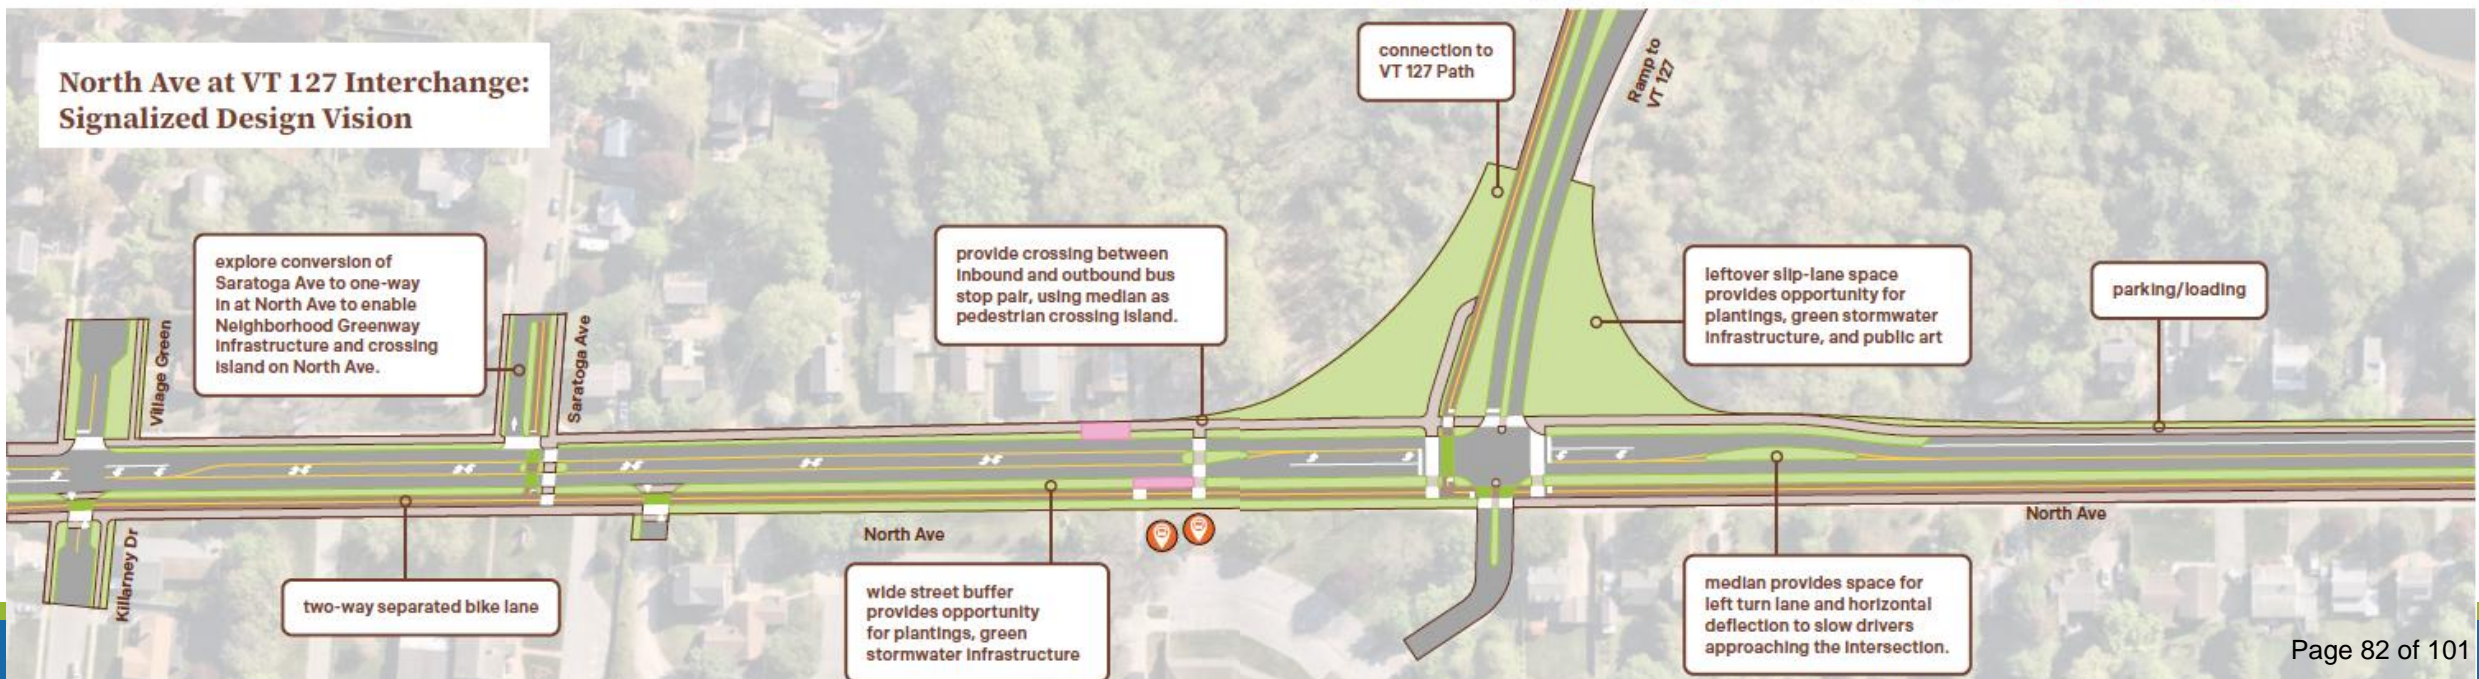 North Ave at VT 127 Interchange:
Signalized Design Vision
connection to
VT 127 Path
Ramp to
VT 127
explore conversion of
Saratoga Ave to one-way
in at North Ave to enable
Neighborhood Greenway
infrastructure and crossing
island on North Ave.
provide crossing between
inbound and outbound bus
stop pair, using median as
pedestrian crossing island.
leftover slip-lane space
provides opportunity for
plantings, green stormwater
infrastructure, and public art
parking/loading
Village Green
Saratoga Ave
Killarney Dr
two-way separated bike lane
North Ave
wide street buffer
provides opportunity
for plantings, green
stormwater infrastructure
North Ave
median provides space for
left turn lane and horizontal
deflection to slow drivers
approaching the intersection.
Page 82 of 101